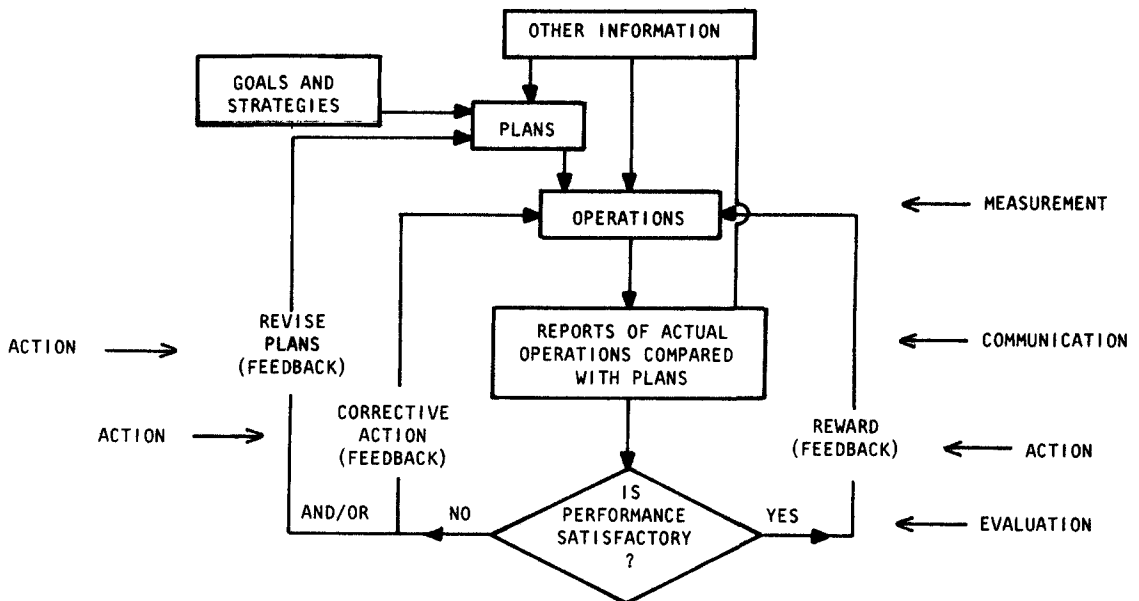 OTHER INFORMATION
GOALS AND
STRATEGIES
PLANS
OPERATIONS
MEASUREMENT
REPORTS OF ACTUAL
OPERATIONS COMPARED
WITH PLANS
COMMUNICATION
ACTION
REVISE
PLANS
(FEEDBACK)
ACTION
CORRECTIVE
ACTION
(FEEDBACK)
REWARD
(FEEDBACK)
ACTION
AND/OR
NO
IS
PERFORMANCE
SATISFACTORY
?
YES
EVALUATION